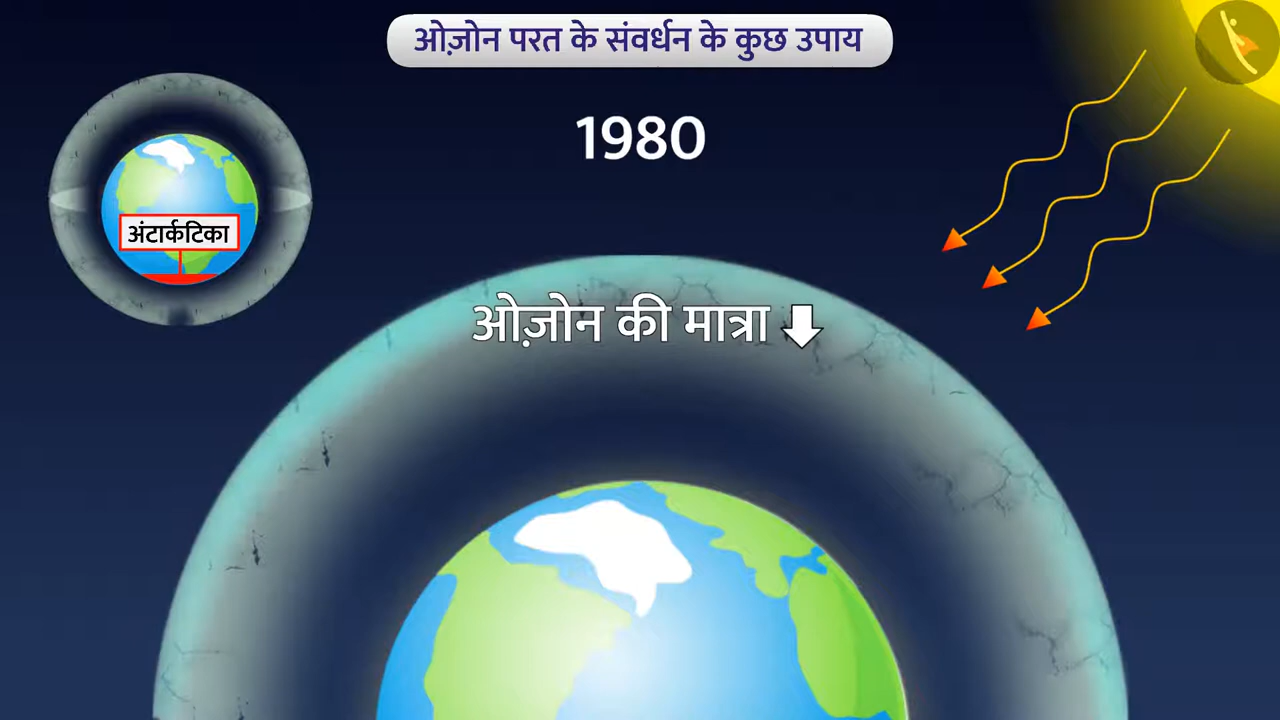 ओज़ोन परत के संवर्धन के कुछ उपाय
1980
अंटार्कटिका
ओज़ोन की मात्रा